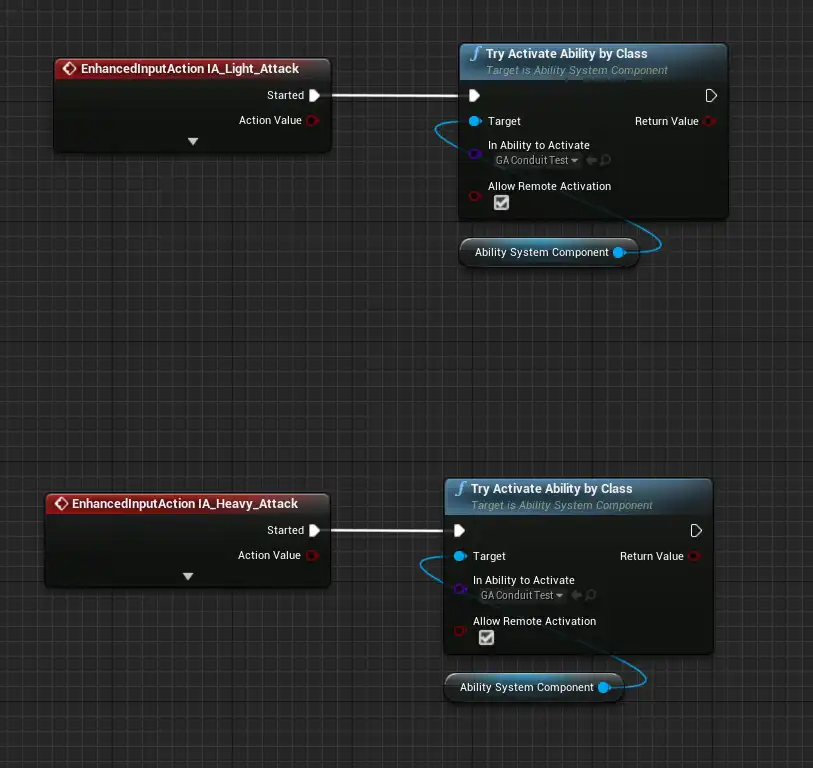 EnhancedInputAction IA_Light_Attack
Started
Action Value
Try Activate Ability by Class
Target is Ability System Component
Target
Return Value
In Ability to Activate
GA Conduit Test
Allow Remote Activation
Ability System Component
EnhancedInputAction IA_Heavy_Attack
Started
Action Value
Try Activate Ability by Class
Target is Ability System Component
Target
Return Value
In Ability to Activate
GA Conduit Test
Allow Remote Activation
Ability System Component